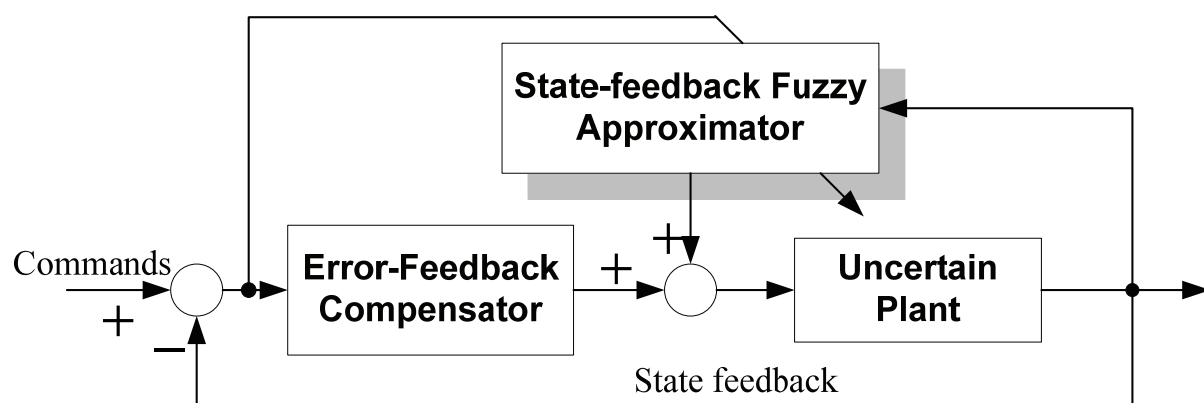 State-feedback Fuzzy
Approximator
Commands
+
−
Error-Feedback
Compensator
+
+
Uncertain
Plant
State feedback